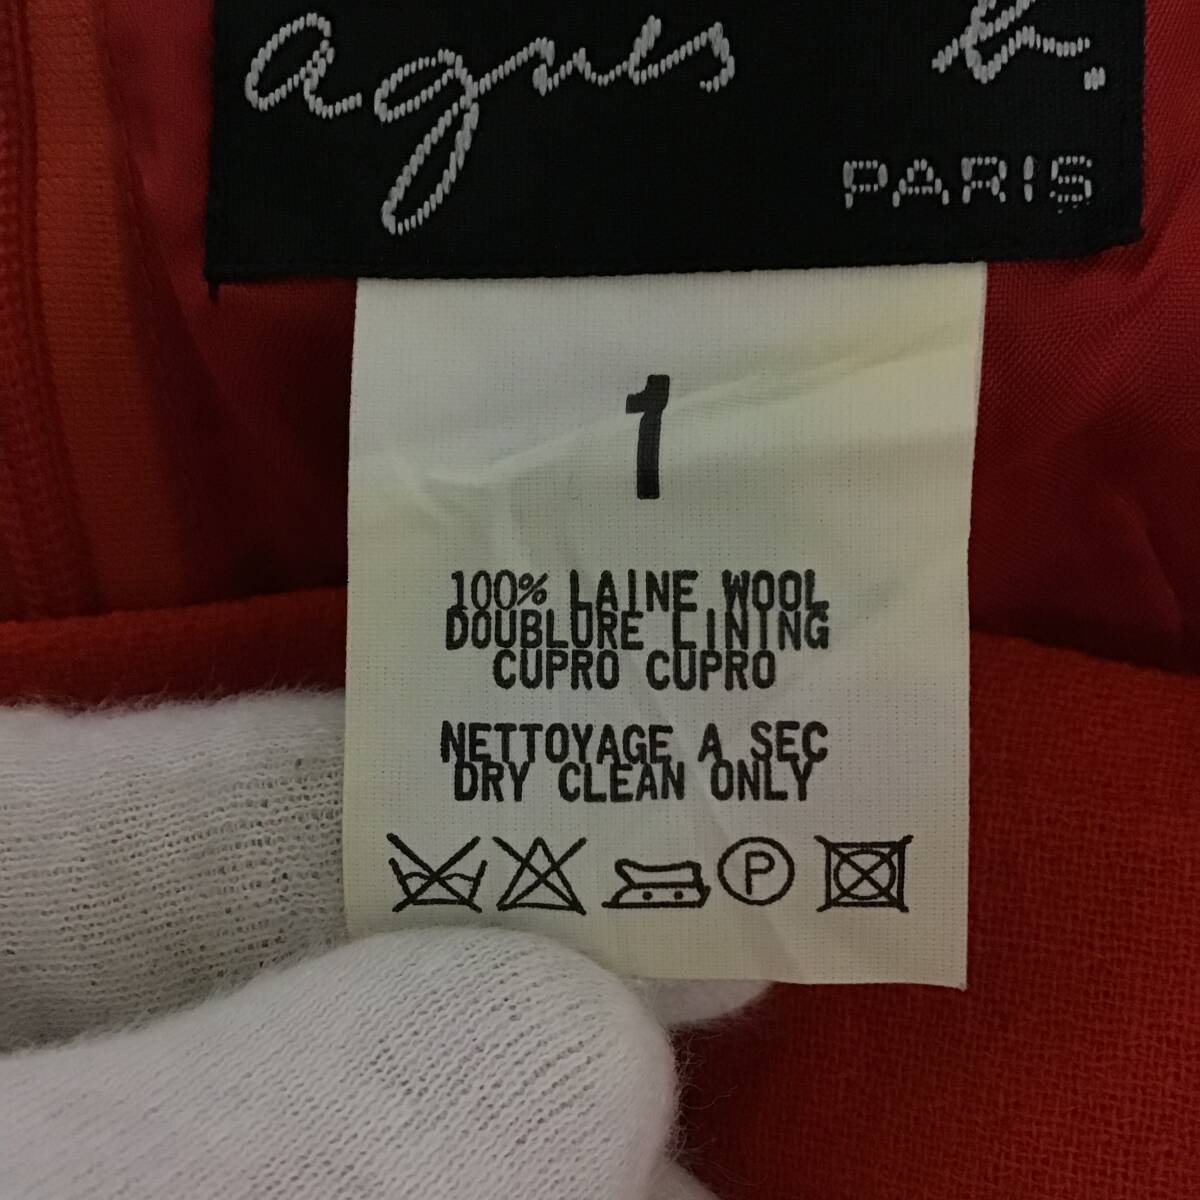 agnès b.
PARIS
1
100% LAINE WOOL
DOUBLURE LINING
CUPRO CUPRO
NETTOYAGE A SEC
DRY CLEAN ONLY
P